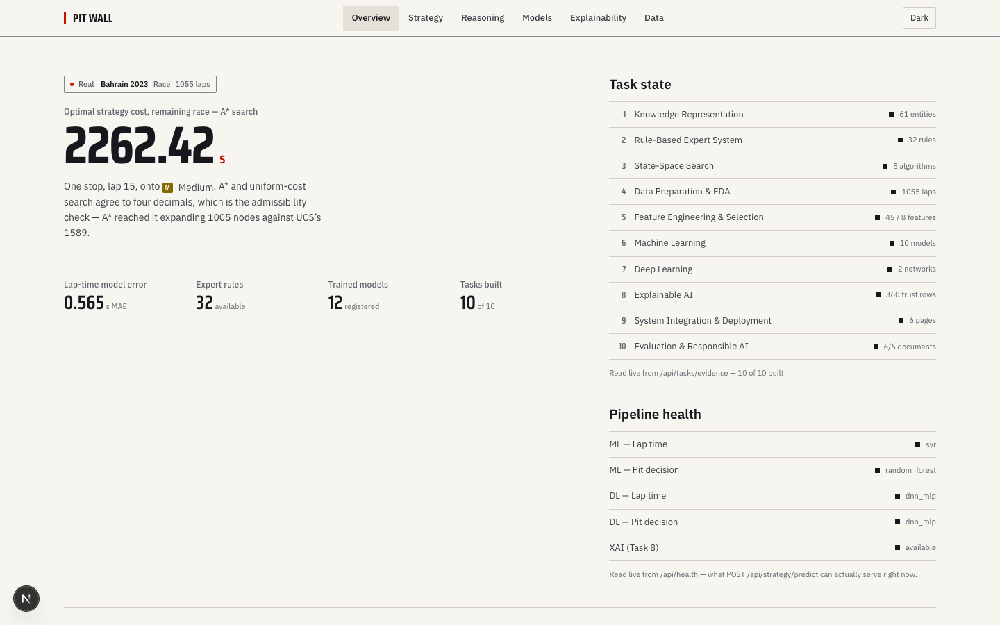 PIT WALL
Overview Strategy Reasoning Models Explainability Data
Dark
Real Bahrain 2023 Race 1055 laps
Optimal strategy cost, remaining race — A* search
2262.42 s
One stop, lap 15, onto M Medium. A* and uniform-cost
search agree to four decimals, which is the admissibility
check — A* reached it expanding 1005 nodes against UCS’s
1589.
Lap-time model error Expert rules Trained models Tasks built
0.565 s MAE 32 available 12 registered 10 of 10
Task state
1 Knowledge Representation 61 entities
2 Rule-Based Expert System 32 rules
3 State-Space Search 5 algorithms
4 Data Preparation & EDA 1055 laps
5 Feature Engineering & Selection 45 / 8 features
6 Machine Learning 10 models
7 Deep Learning 2 networks
8 Explainable AI 360 trust rows
9 System Integration & Deployment 6 pages
10 Evaluation & Responsible AI 6/6 documents
Read live from /api/tasks/evidence — 10 of 10 built
Pipeline health
ML — Lap time svr
ML — Pit decision random_forest
DL — Lap time dnn_mlp
DL — Pit decision dnn_mlp
XAI (Task 8) available
Read live from /api/health — what POST /api/strategy/predict can actually serve right now.
N